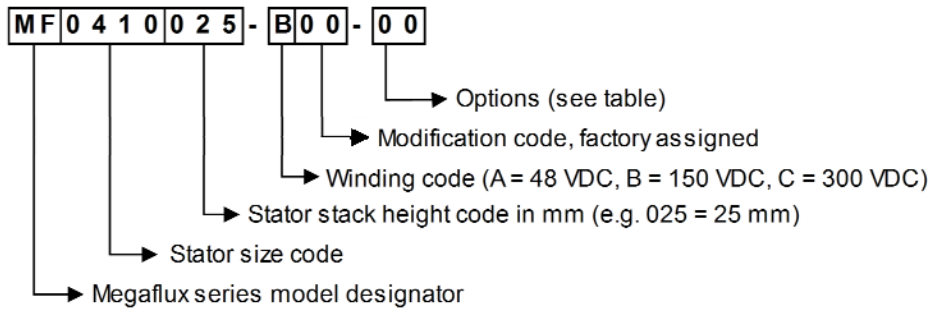 MF0410025-B00-00
Options (see table)
Modification code, factory assigned
Winding code (A = 48 VDC, B = 150 VDC, C = 300 VDC)
Stator stack height code in mm (e.g. 025 = 25 mm)
Stator size code
Megaflux series model designator